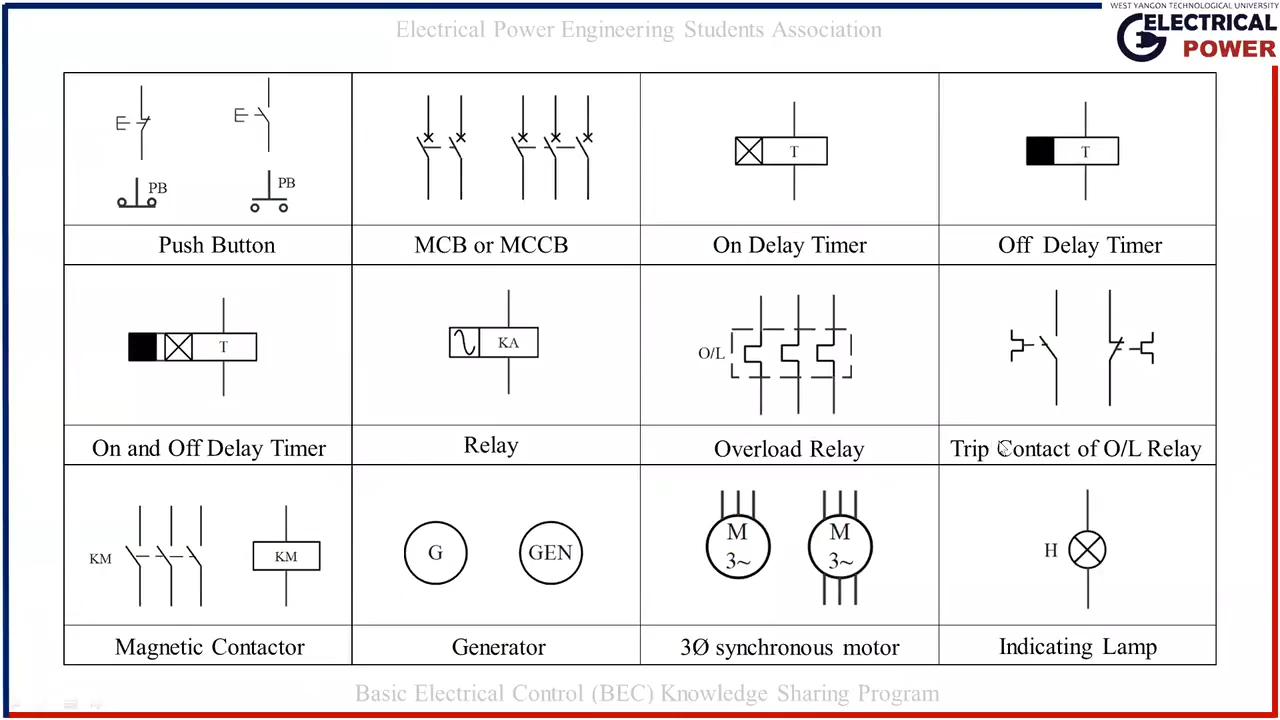 WEST YANGON TECHNOLOGICAL UNIVERSITY
ELECTRICAL
POWER
Electrical Power Engineering Students Association
PB
PB
T
T
Push Button
MCB or MCCB
On Delay Timer
Off Delay Timer
T
KA
O/L
On and Off Delay Timer
Relay
Overload Relay
Trip Contact of O/L Relay
KM
KM
G
GEN
M
3~
M
3~
H
Magnetic Contactor
Generator
3Ø synchronous motor
Indicating Lamp
Basic Electrical Control (BEC) Knowledge Sharing Program